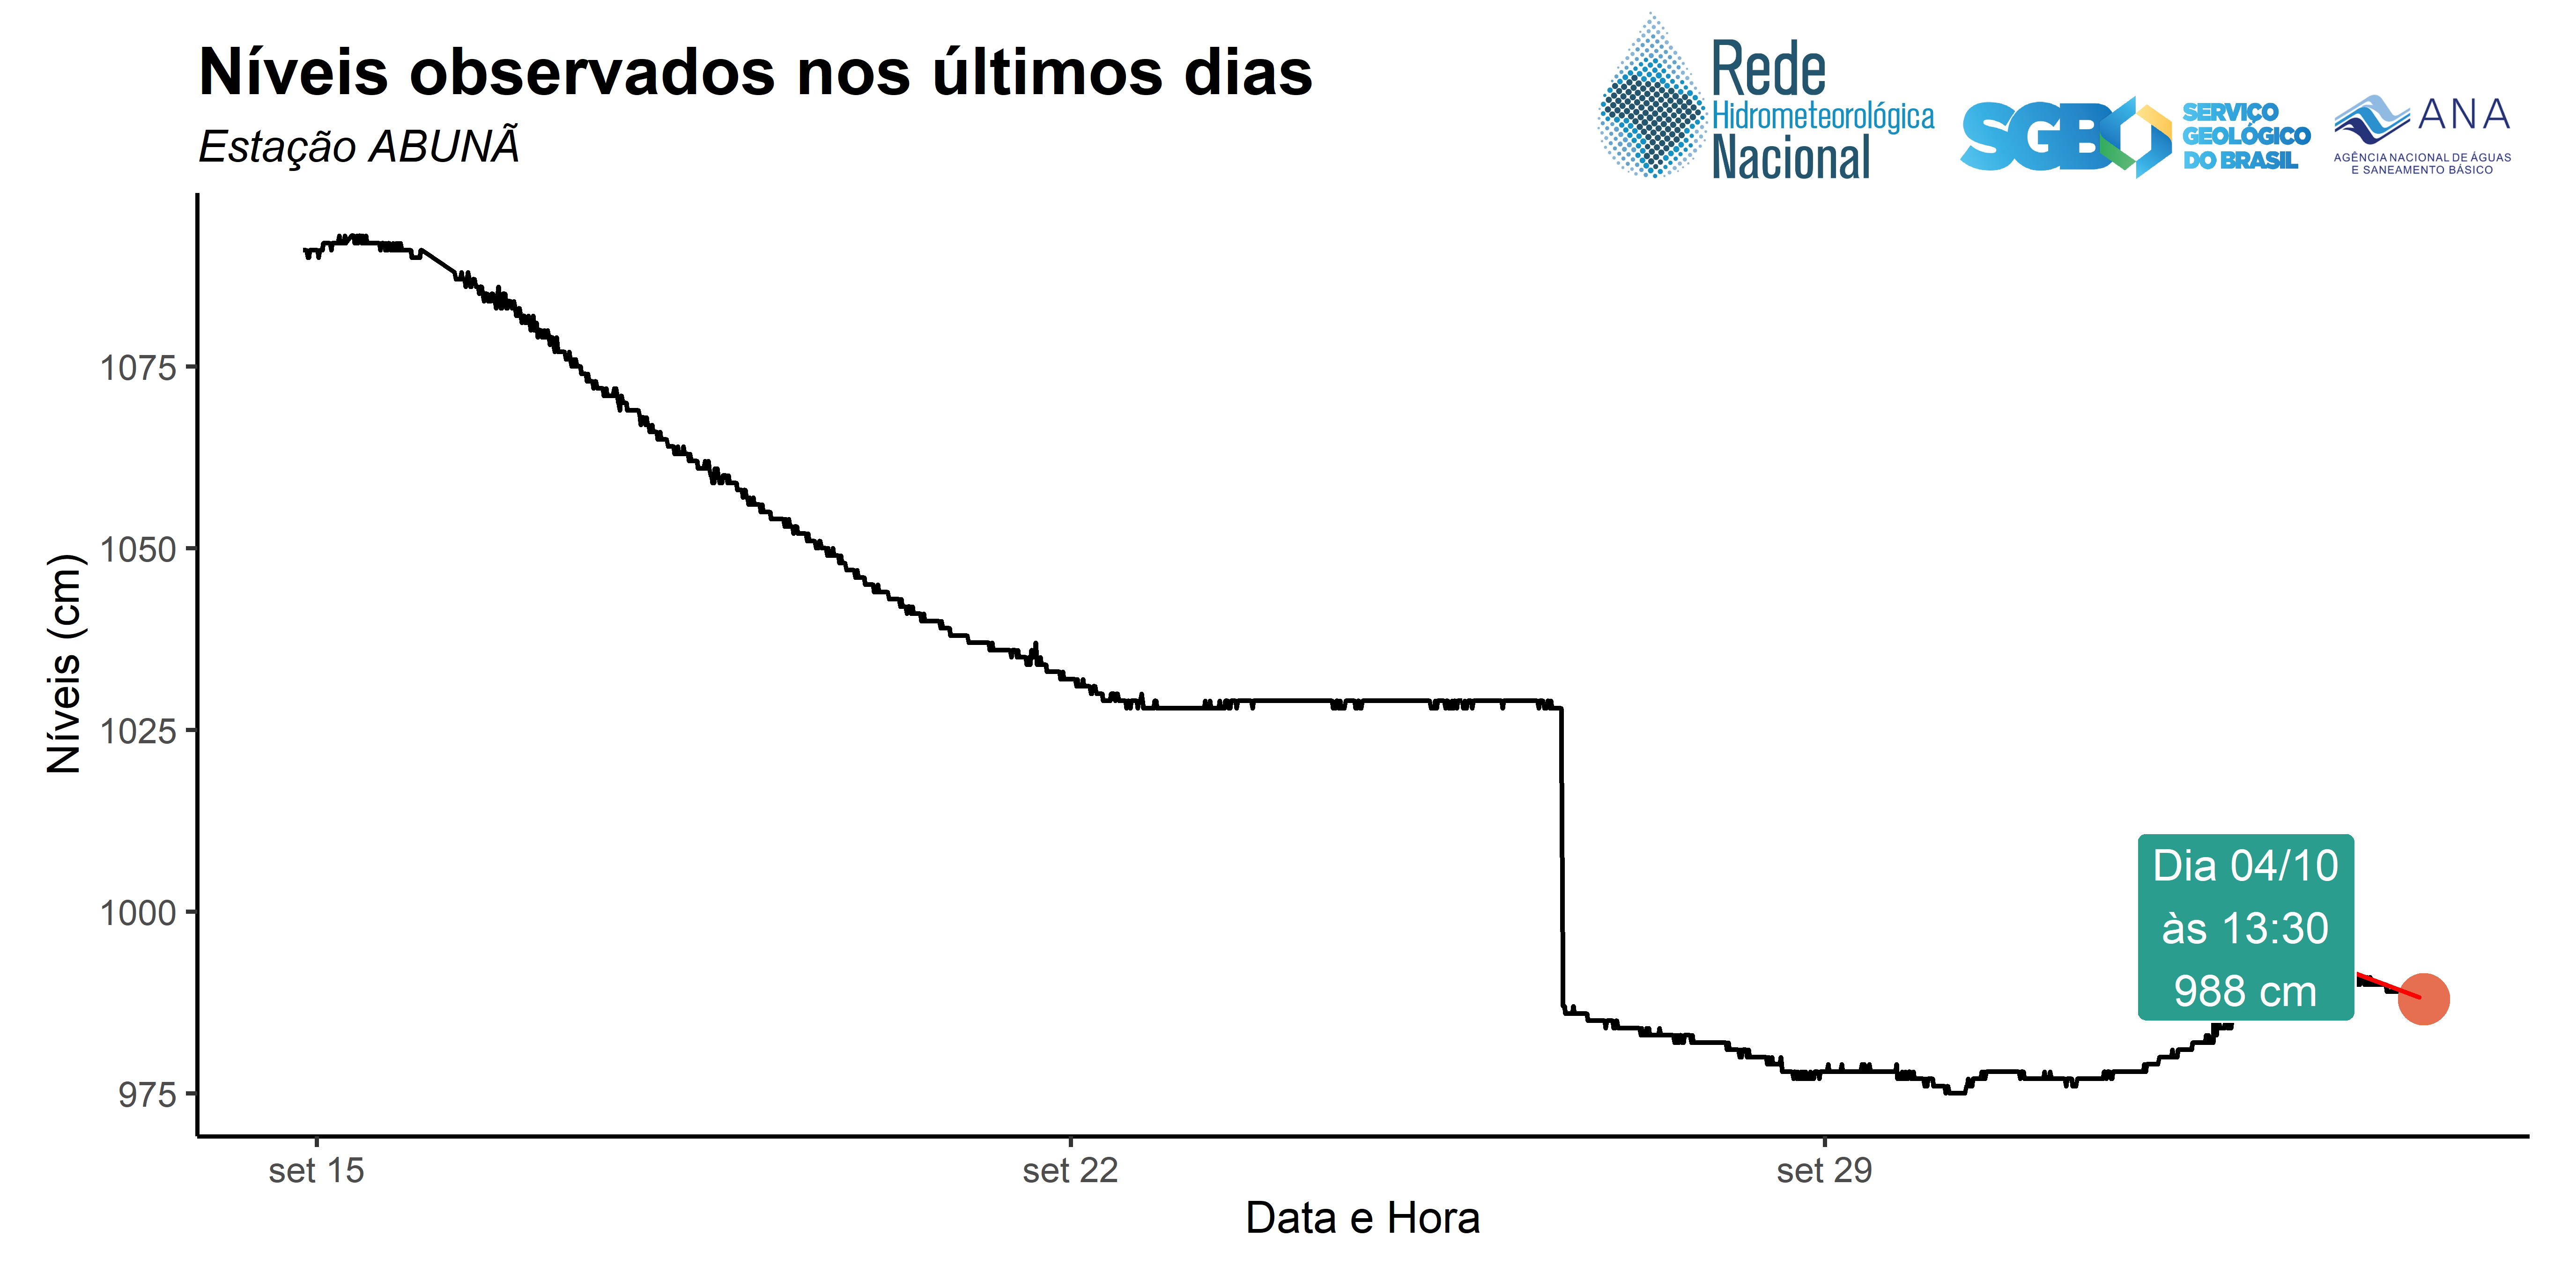 Níveis observados nos últimos dias
Estação ABUNÃ
Rede
Hidrometeorológica
Nacional
SGB
SERVIÇO
GEOLÓGICO
DO BRASIL
ANA
AGÊNCIA NACIONAL DE ÁGUAS
E SANEAMENTO BÁSICO
Níveis (cm)
1075
1050
1025
1000
975
Dia 04/10
às 13:30
988 cm
set 15
set 22
set 29
Data e Hora